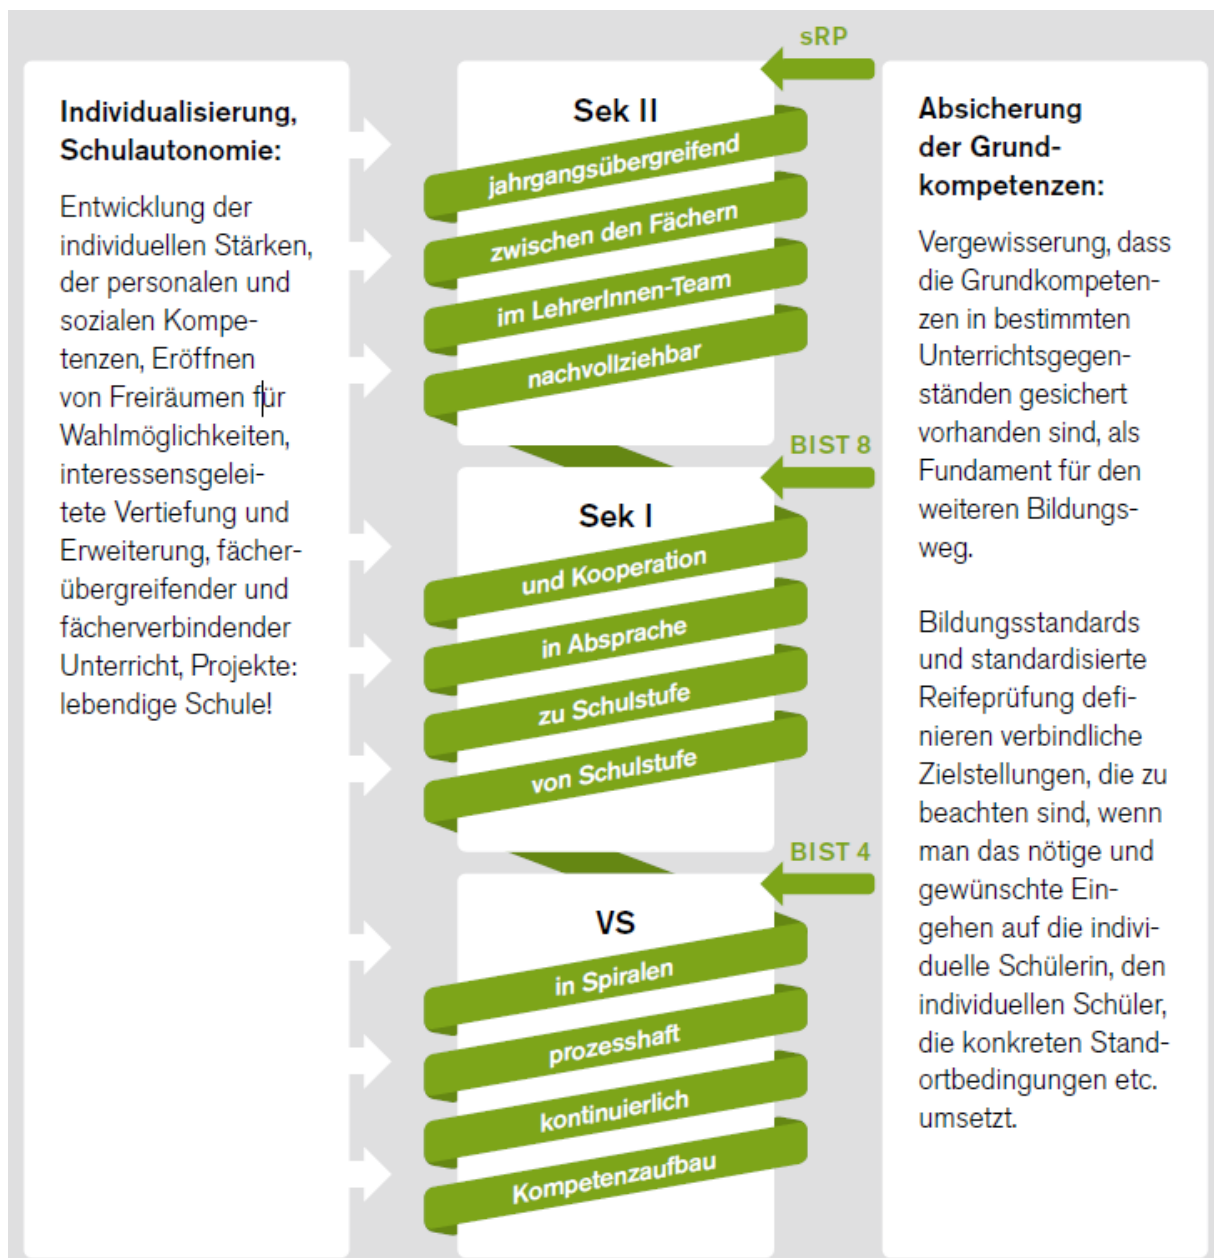 Individualisierung,
Schulautonomie:
Entwicklung der
individuellen Stärken,
der personalen und
sozialen Kompe-
tenzen, Eröffnen
von Freiräumen für
Wahlmöglichkeiten,
interessensgelei-
tete Vertiefung und
Erweiterung, fächer-
übergreifender und
fächerverbindender
Unterricht, Projekte:
lebendige Schule!
sRP
Sek II
jahrgangsübergreifend
zwischen den Fächern
im LehrerInnen-Team
nachvollziehbar
BIST 8
Sek I
und Kooperation
in Absprache
zu Schulstufe
von Schulstufe
BIST 4
VS
in Spiralen
prozesshaft
kontinuierlich
Kompetenzaufbau
Absicherung
der Grund-
kompetenzen:
Vergewisserung, dass
die Grundkompeten-
zen in bestimmten
Unterrichtsgegen-
ständen gesichert
vorhanden sind, als
Fundament für den
weiteren Bildungs-
weg.
Bildungsstandards
und standardisierte
Reifeprüfung defi-
nieren verbindliche
Zielstellungen, die zu
beachten sind, wenn
man das nötige und
gewünschte Ein-
gehen auf die indivi-
duelle Schülerin, den
individuellen Schüler,
die konkreten Stand-
ortbedingungen etc.
umsetzt.